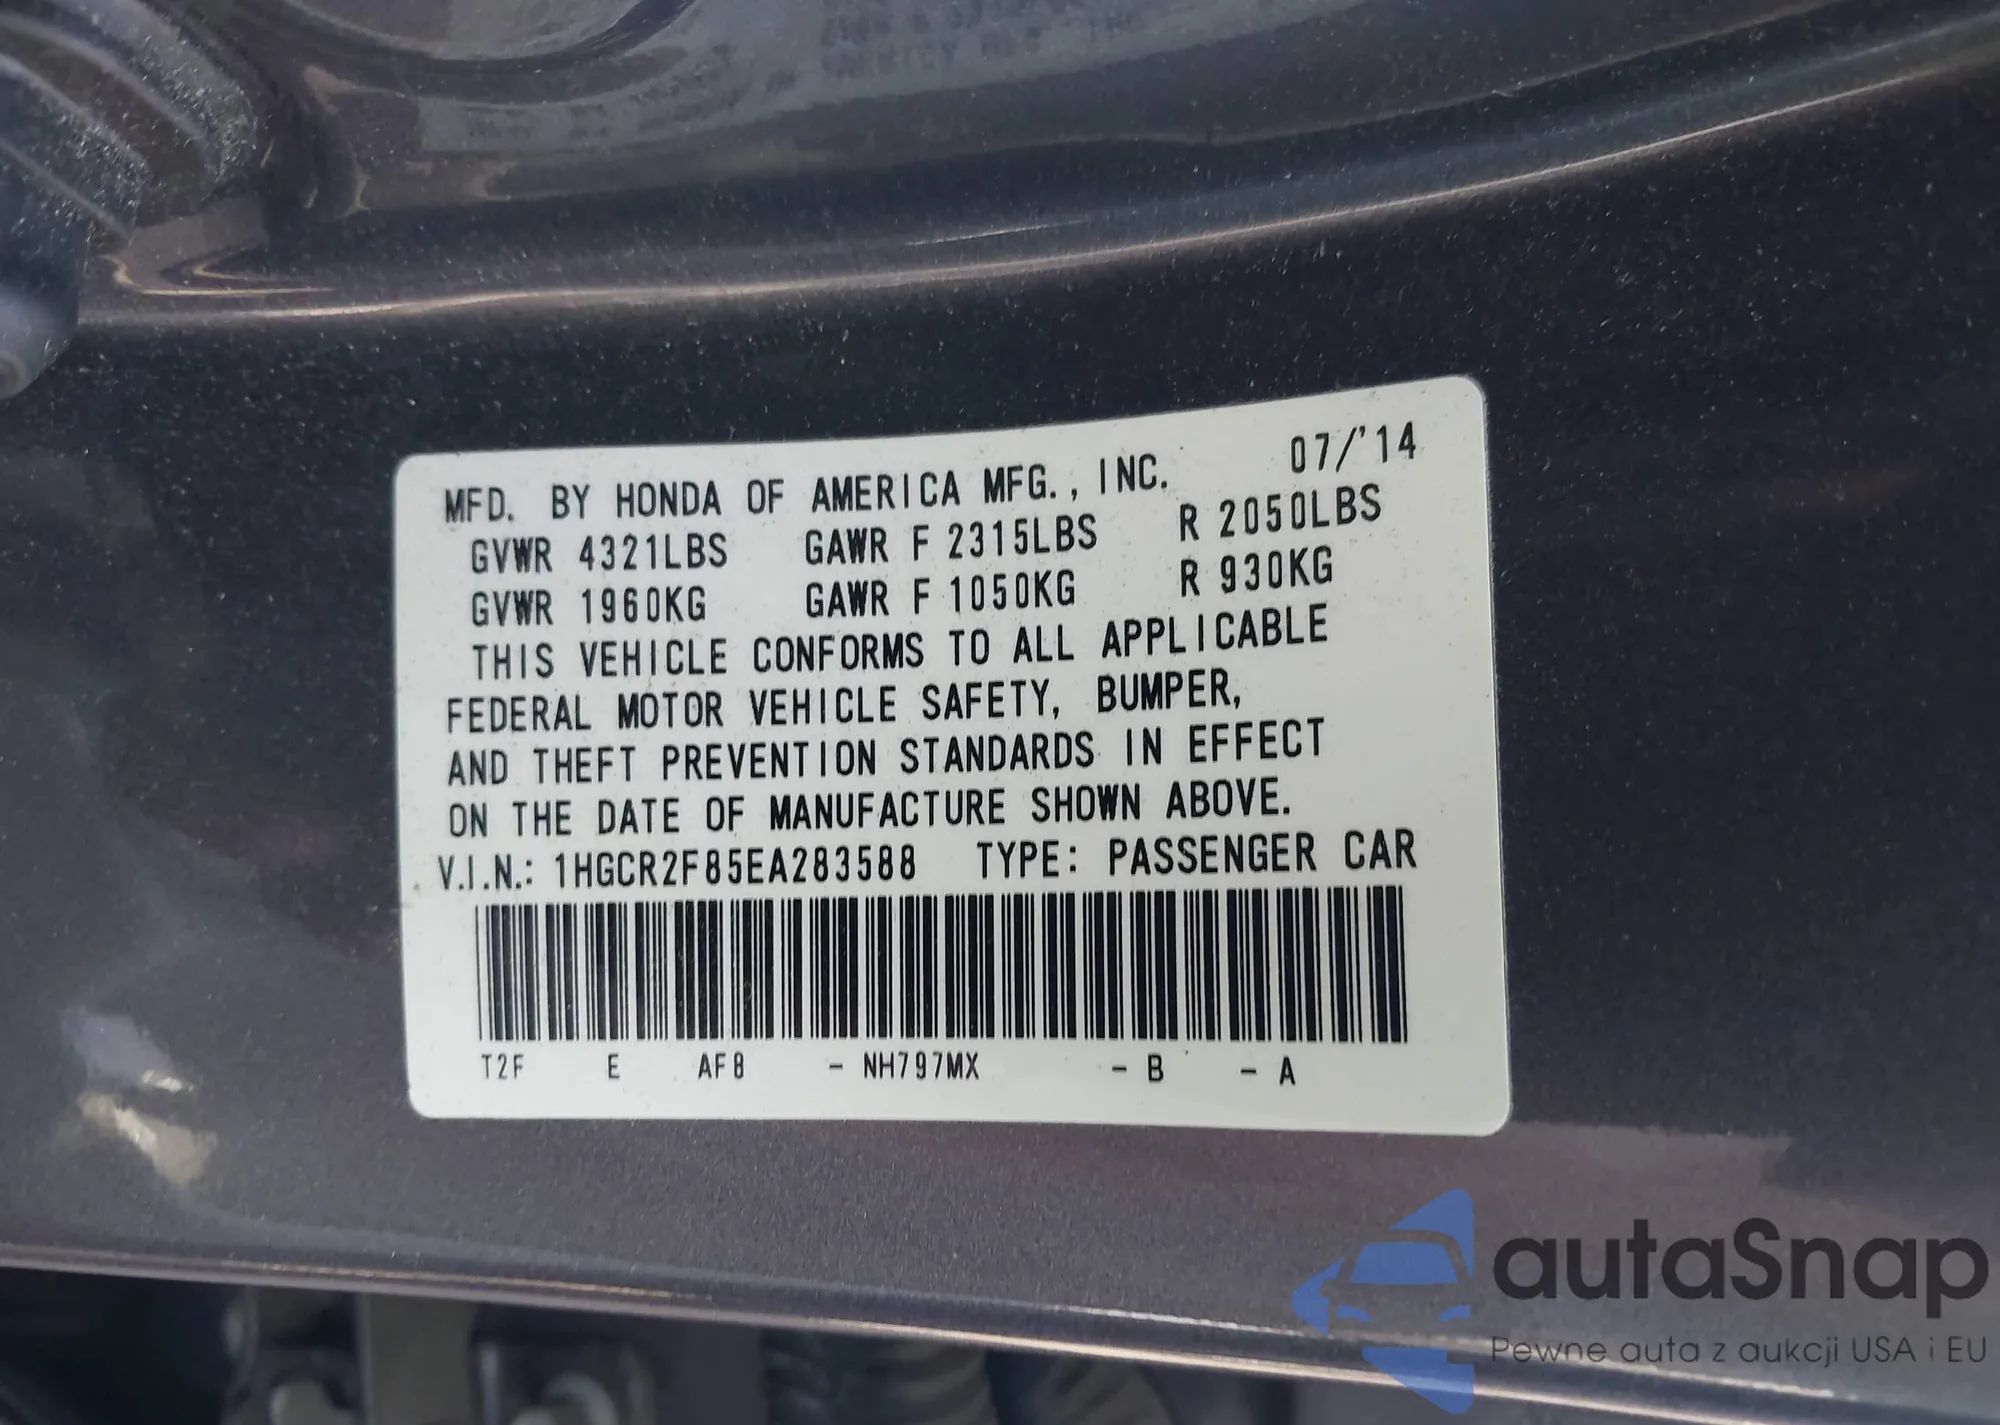 MFD. BY HONDA OF AMERICA MFG., INC. 07/'14
GVWR 4321LBS GAWR F 2315LBS R 2050LBS
GVWR 1960KG GAWR F 1050KG R 930KG
THIS VEHICLE CONFORMS TO ALL APPLICABLE
FEDERAL MOTOR VEHICLE SAFETY, BUMPER,
AND THEFT PREVENTION STANDARDS IN EFFECT
ON THE DATE OF MANUFACTURE SHOWN ABOVE.
V.I.N.: 1HGCR2F85EA283588 TYPE: PASSENGER CAR
T2F E AF8 - NH797MX - B - A
autaSnap
Pewne auta z aukcji USA i EU